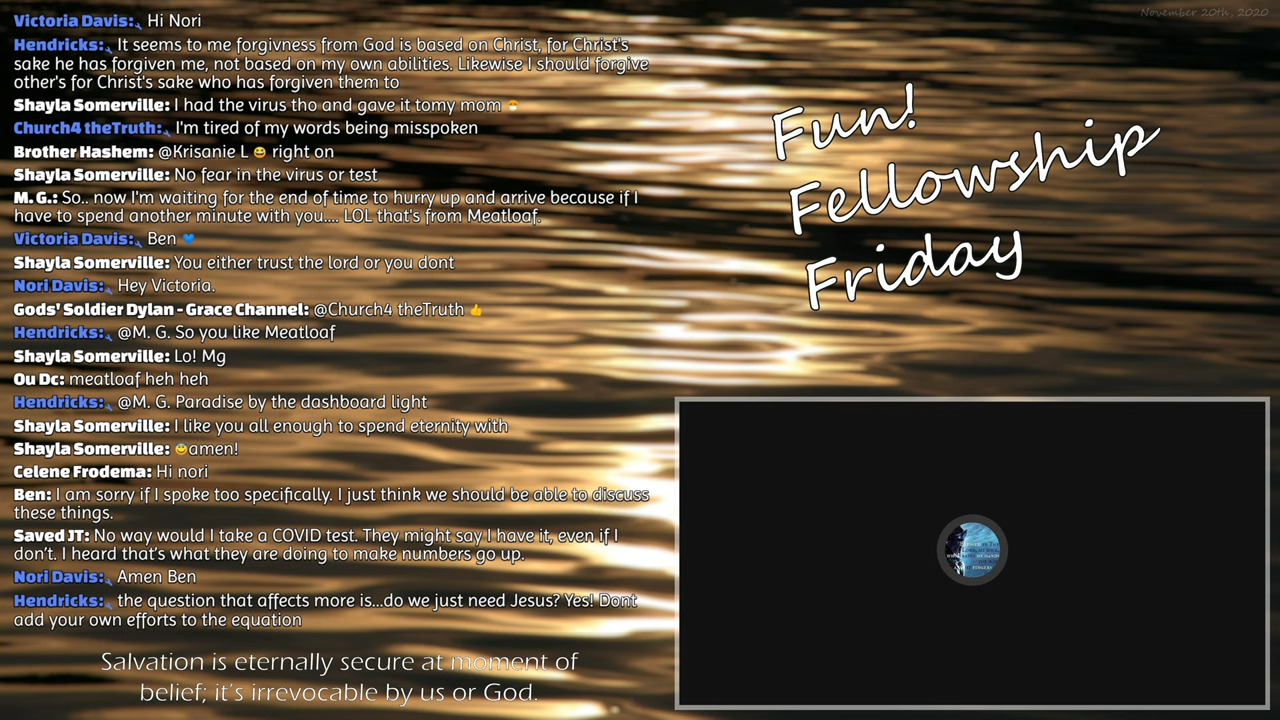 November 20th, 2020
Victoria Davis: Hi Nori
Hendricks: It seems to me forgivness from God is based on Christ, for Christ's
sake he has forgiven me, not based on my own abilities. Likewise I should forgive
other's for Christ's sake who has forgiven them to
Shayla Somerville: I had the virus tho and gave it tomy mom
Church4 theTruth: I'm tired of my words being misspoken
Brother Hashem: @Krisanie L 😄 right on
Shayla Somerville: No fear in the virus or test
M. G.: So.. now I'm waiting for the end of time to hurry up and arrive because if I
have to spend another minute with you.... LOL that's from Meatloaf.
Victoria Davis: Ben 💙
Shayla Somerville: You either trust the lord or you dont
Nori Davis: Hey Victoria.
Gods' Soldier Dylan - Grace Channel: @Church4 theTruth 👍
Hendricks: @M. G. So you like Meatloaf
Shayla Somerville: Lo! Mg
Ou Dc: meatloaf heh heh
Hendricks: @M. G. Paradise by the dashboard light
Shayla Somerville: I like you all enough to spend eternity with
Shayla Somerville: 😇amen!
Celene Frodema: Hi nori
Ben: I am sorry if I spoke too specifically. I just think we should be able to discuss
these things.
Saved JT: No way would I take a COVID test. They might say I have it, even if I
don't. I heard that's what they are doing to make numbers go up.
Nori Davis: Amen Ben
Hendricks: the question that affects more is...do we just need Jesus? Yes! Dont
add your own efforts to the equation
Salvation is eternally secure at moment of
belief; it's irrevocable by us or God.
Fun!
Fellowship
Friday